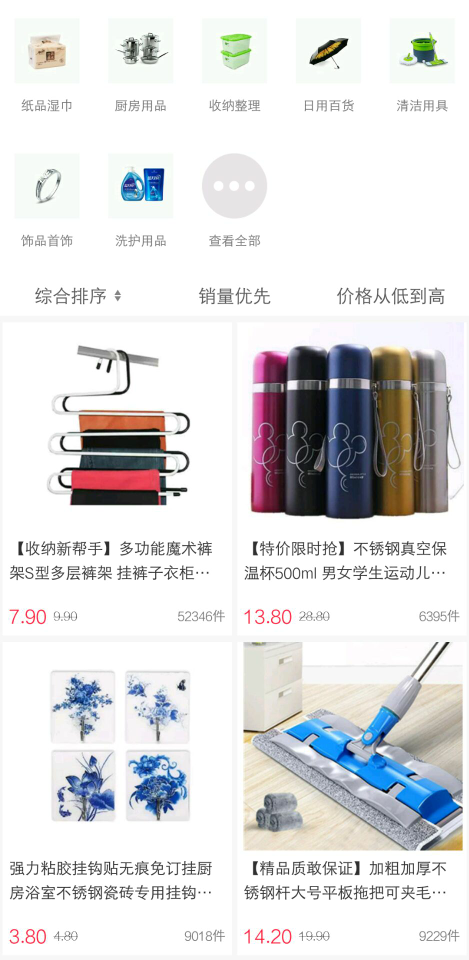 纸品湿巾 厨房用品 收纳整理 日用百货 清洁用具
饰品首饰 洗护用品 查看全部
综合排序 销量优先 价格从低到高
【收纳新帮手】多功能魔术裤
架S型多层裤架 挂裤子衣柜…
7.90 9.90 52346件
【特价限时抢】不锈钢真空保
温杯500ml 男女学生运动儿…
13.80 28.80 6395件
强力粘胶挂钩贴无痕免订挂厨
房浴室不锈钢瓷砖专用挂钩…
3.80 4.80 9018件
【精品质敢保证】加粗加厚不
锈钢杆大号平板拖把可夹毛…
14.20 19.90 9229件